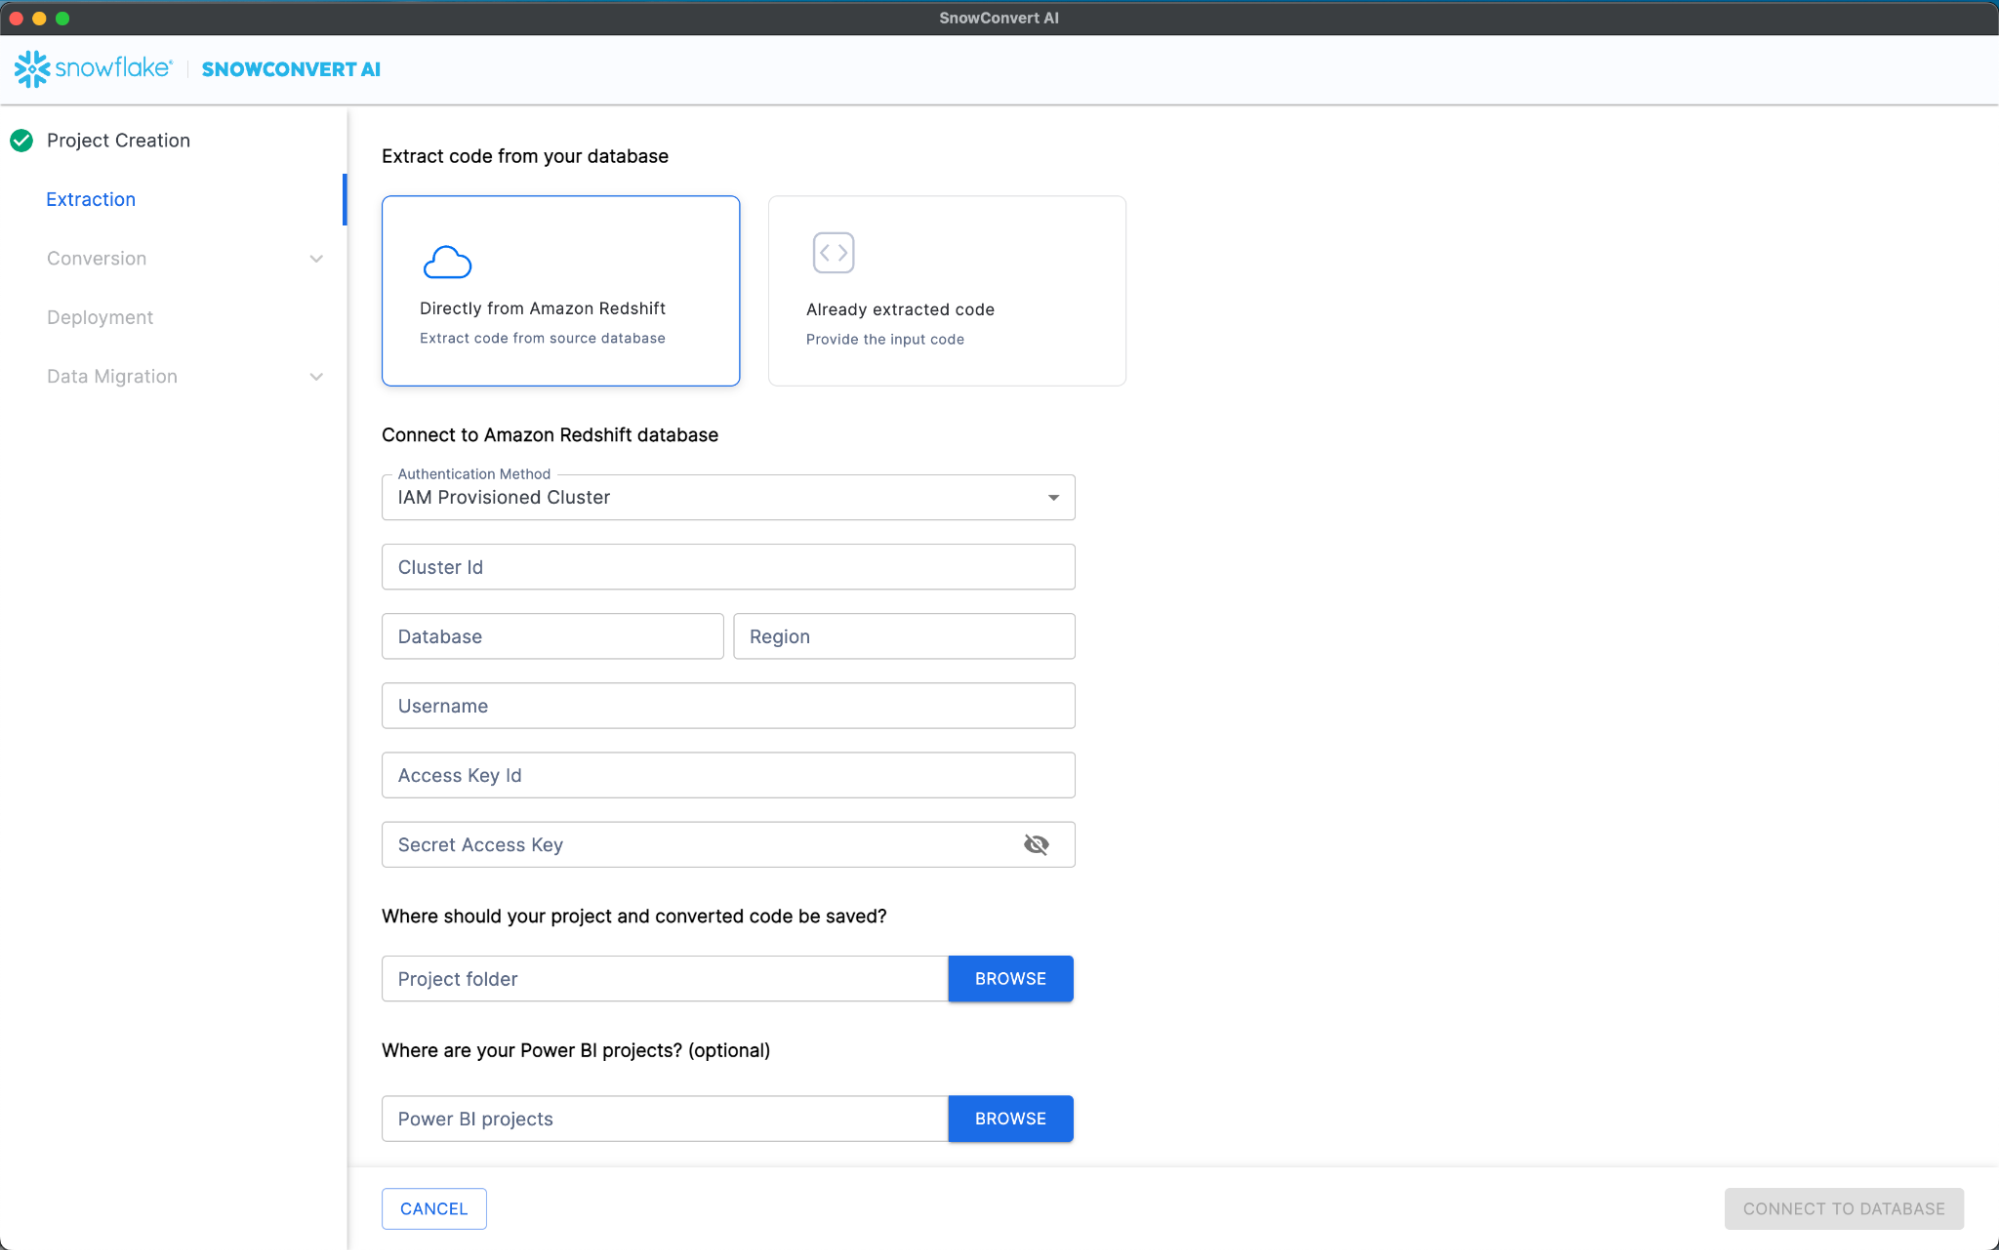 SnowConvert AI
snowflake® SNOWCONVERT AI
Project Creation
Extraction
Conversion
Deployment
Data Migration
Extract code from your database
Directly from Amazon Redshift
Extract code from source database
Already extracted code
Provide the input code
Connect to Amazon Redshift database
Authentication Method
IAM Provisioned Cluster
Cluster Id
Database
Region
Username
Access Key Id
Secret Access Key
Where should your project and converted code be saved?
Project folder
BROWSE
Where are your Power BI projects? (optional)
Power BI projects
BROWSE
CANCEL
CONNECT TO DATABASE